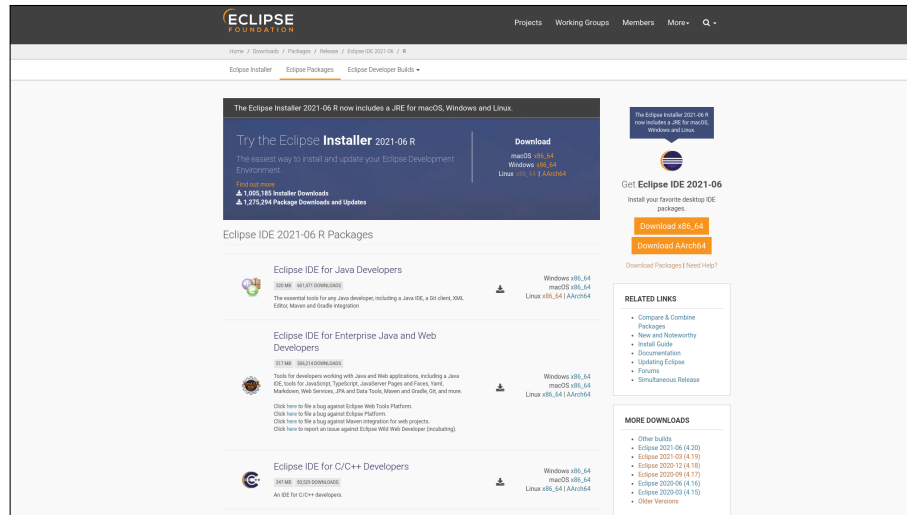 ECLIPSE
FOUNDATION
Projects Working Groups Members More
Home / Downloads / Packages / Release / Eclipse IDE 2021-06 / R
Eclipse Installer Eclipse Packages Eclipse Developer Builds
The Eclipse Installer 2021-06 R now includes a JRE for macOS, Windows and Linux.
Try the Eclipse Installer 2021-06 R
The easiest way to install and update your Eclipse Development
Environment.
Find out more
1,005,185 Installer Downloads
1,275,294 Package Downloads and Updates
Download
macOS x86_64
Windows x86_64
Linux x86_64 | AArch64
Eclipse IDE 2021-06 R Packages
Eclipse IDE for Java Developers
320 MB 651,471 DOWNLOADS
The essential tools for any Java developer, including a Java IDE, a Git client, XML
Editor, Maven and Gradle integration
Windows x86_64
macOS x86_64
Linux x86_64 | AArch64
Eclipse IDE for Enterprise Java and Web
Developers
517 MB 506,214 DOWNLOADS
Tools for developers working with Java and Web applications, including a Java
IDE, tools for JavaScript, TypeScript, JavaServer Pages and Faces, Yaml,
Markdown, Web Services, JPA and Data Tools, Maven and Gradle, Git, and more.
Click here to file a bug against Eclipse Web Tools Platform.
Click here to file a bug against Eclipse Platform.
Click here to file a bug against Maven integration for web projects.
Click here to report an issue against Eclipse Wild Web Developer (incubating).
Windows x86_64
macOS x86_64
Linux x86_64 | AArch64
Eclipse IDE for C/C++ Developers
347 MB 83,529 DOWNLOADS
An IDE for C/C++ developers.
Windows x86_64
macOS x86_64
Linux x86_64 | AArch64
The Eclipse Installer 2021-06 R
now includes a JRE for macOS,
Windows and Linux.
Get Eclipse IDE 2021-06
Install your favorite desktop IDE
packages.
Download x86_64
Download AArch64
Download Packages | Need Help?
RELATED LINKS
Compare & Combine
Packages
New and Noteworthy
Install Guide
Documentation
Updating Eclipse
Forums
Simultaneous Release
MORE DOWNLOADS
Other builds
Eclipse 2021-06 (4.20)
Eclipse 2021-03 (4.19)
Eclipse 2020-12 (4.18)
Eclipse 2020-09 (4.17)
Eclipse 2020-06 (4.16)
Eclipse 2020-03 (4.15)
Older Versions